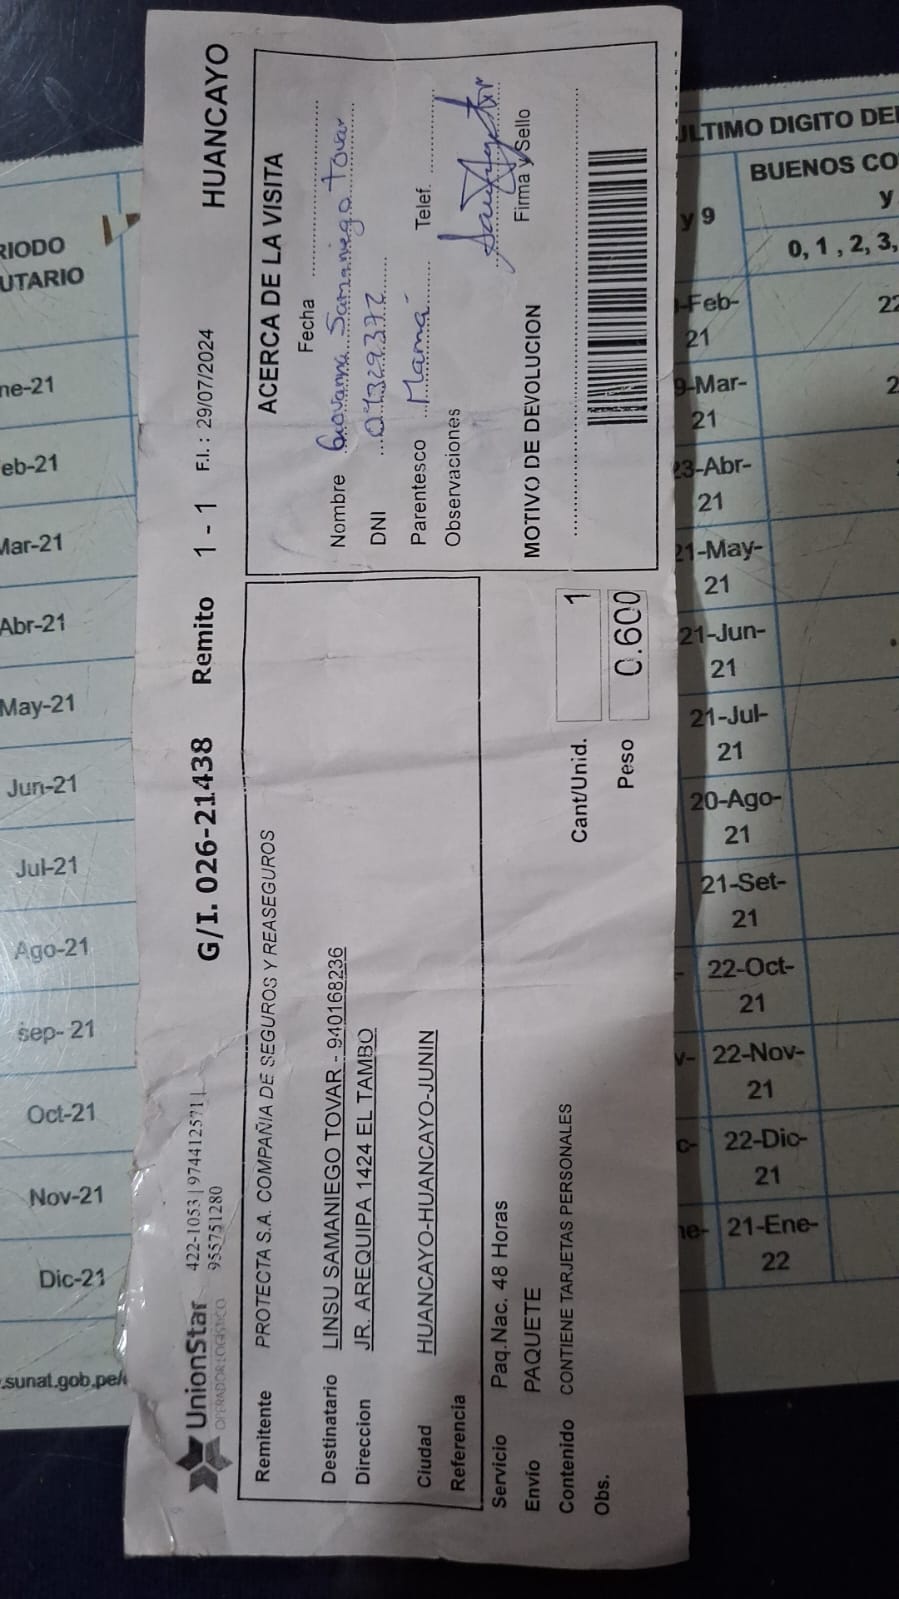 UnionStar
OPERADOR LOGISTICO
422-1053 | 974412571 |
955751280
G/I. 026-21438
Remito 1 - 1
F.I.: 29/07/2024
HUANCAYO
Remitente PROTECTA S.A. COMPAÑIA DE SEGUROS Y REASEGUROS
Destinatario LINSU SAMANIEGO TOVAR - 940168236
Direccion JR. AREQUIPA 1424 EL TAMBO
Ciudad HUANCAYO-HUANCAYO-JUNIN
Referencia
Servicio Paq.Nac. 48 Horas
Envío PAQUETE
Contenido CONTIENE TARJETAS PERSONALES
Obs.
Cant/Unid. 1
Peso 0.600
ACERCA DE LA VISITA
Fecha
Nombre Giovanna Samaniego Tovar
DNI
Parentesco Mamá Telef.
Observaciones
Firma y Sello
MOTIVO DE DEVOLUCION
RIODO
UTARIO
ne-21
eb-21
Mar-21
Abr-21
May-21
Jun-21
Jul-21
Ago-21
sep- 21
Oct-21
Nov-21
Dic-21
.sunat.gob.pe/
ULTIMO DIGITO DE
BUENOS CO
y
y 9
0, 1 , 2, 3,
-Feb-
21
22
9-Mar-
21
2
23-Abr-
21
21-May-
21
21-Jun-
21
21-Jul-
21
20-Ago-
21
21-Set-
21
22-Oct-
21
22-Nov-
21
22-Dic-
21
21-Ene-
22